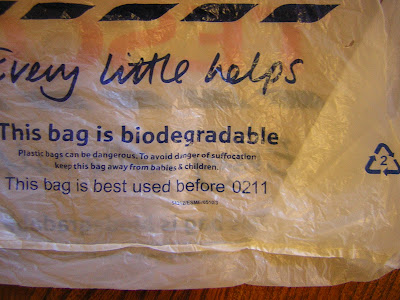 Every little helps
This bag is biodegradable
Plastic bags can be dangerous. To avoid danger of suffocation
keep this bag away from babies & children.
This bag is best used before 0211
2